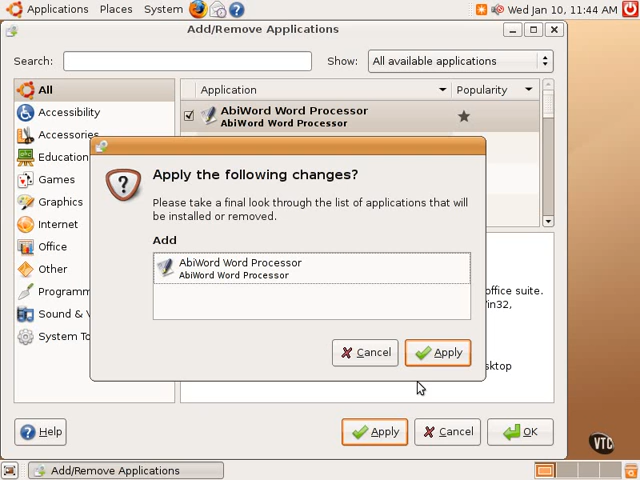 Applications Places System Wed Jan 10, 11:44 AM
Add/Remove Applications
Search: Show: All available applications
All
Accessibility
Accessories
Education
Games
Graphics
Internet
Office
Other
Programm
Sound & V
System To
Application Popularity
AbiWord Word Processor
AbiWord Word Processor
office suite.
in32,
sktop
Apply the following changes?
Please take a final look through the list of applications that will
be installed or removed.
Add
AbiWord Word Processor
AbiWord Word Processor
Cancel Apply
Help Apply Cancel OK
VTC
Add/Remove Applications